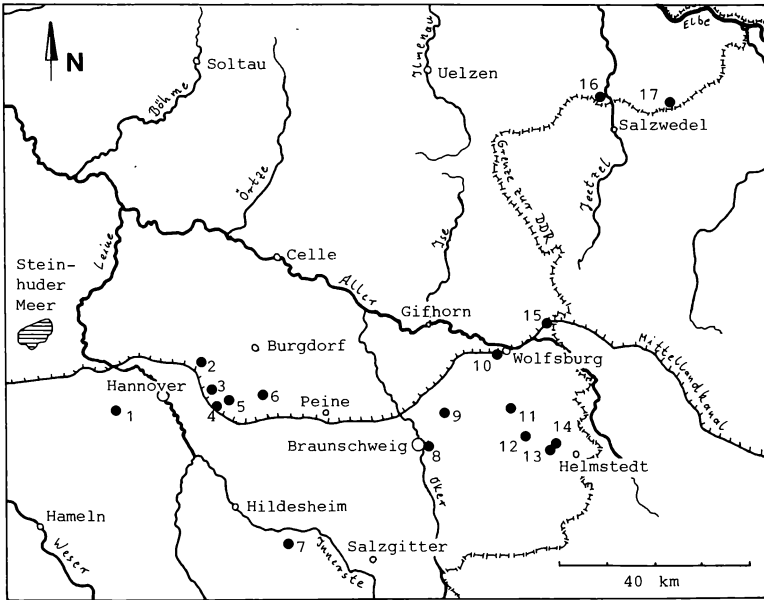 Elbe
N
Soltau
Böhme
Ilmenau
Uelzen
16
17
Salzwedel
Örtze
Grenze zur DDR
Jeetzel
Leine
Ise
Celle
Stein-
huder
Meer
Aller
Gifhorn
15
Mittellandkanal
Burgdorf
10
Wolfsburg
2
Hannover
3
4
5
6
Peine
1
9
11
Braunschweig
8
12
14
13
Helmstedt
Oker
Hildesheim
Hameln
Weser
7
Innerste
Salzgitter
40 km